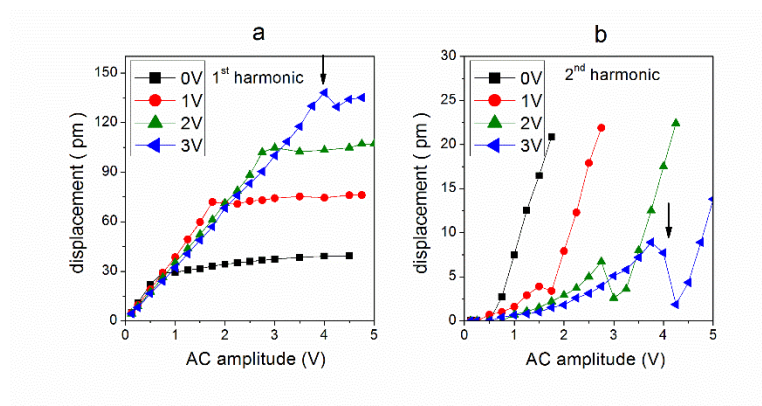 a
150
120
90
60
30
0
displacement ( pm )
0V
1V
2V
3V
1st harmonic
0 1 2 3 4 5
AC amplitude (V)
b
30
25
20
15
10
5
0
displacement ( pm )
0V
1V
2V
3V
2nd harmonic
0 1 2 3 4 5
AC amplitude (V)